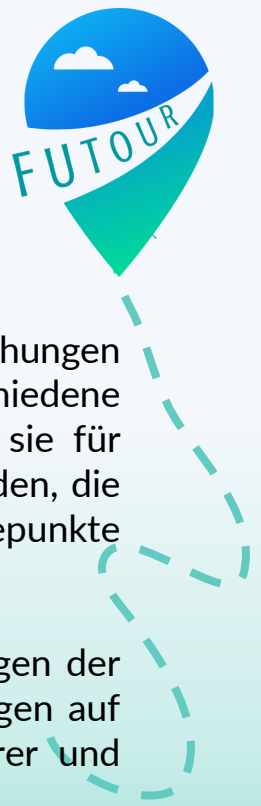 FUTOUR
hungen
hiedene
sie für
den, die
epunkte
gen der
gen auf
rer und